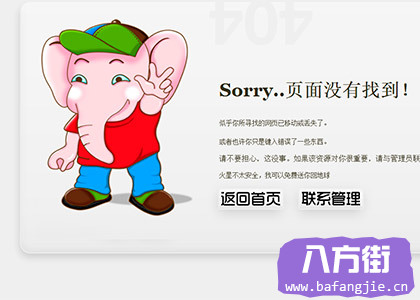 404
Sorry..页面没有找到！
似乎你所寻找的网页已移动或丢失了。
或者也许你只是键入错误了一些东西。
请不要担心，这没事。如果该资源对你很重要，请与管理员联
火星不太安全，我可以免费送你回地球
返回首页 联系管理
八方街
www.bafangjie.cn